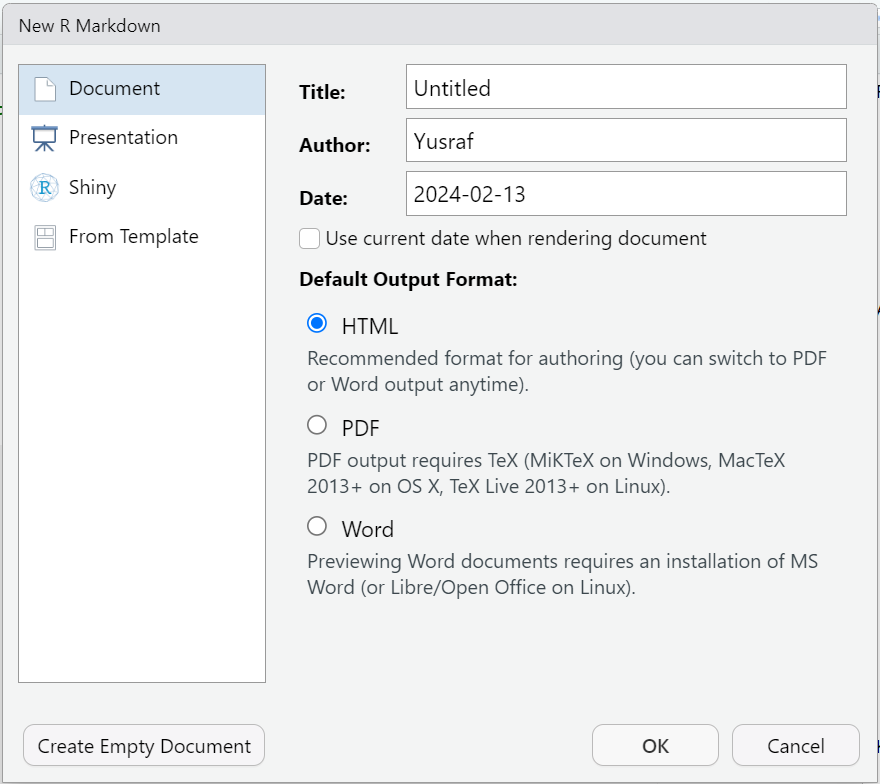 New R Markdown
Document
Presentation
R
Shiny
From Template
Title:
Untitled
Author:
Yusraf
Date:
2024-02-13
Use current date when rendering document
Default Output Format:
HTML
Recommended format for authoring (you can switch to PDF
or Word output anytime).
PDF
PDF output requires TeX (MiKTeX on Windows, MacTeX
2013+ on OS X, TeX Live 2013+ on Linux).
Word
Previewing Word documents requires an installation of MS
Word (or Libre/Open Office on Linux).
Create Empty Document
OK
Cancel